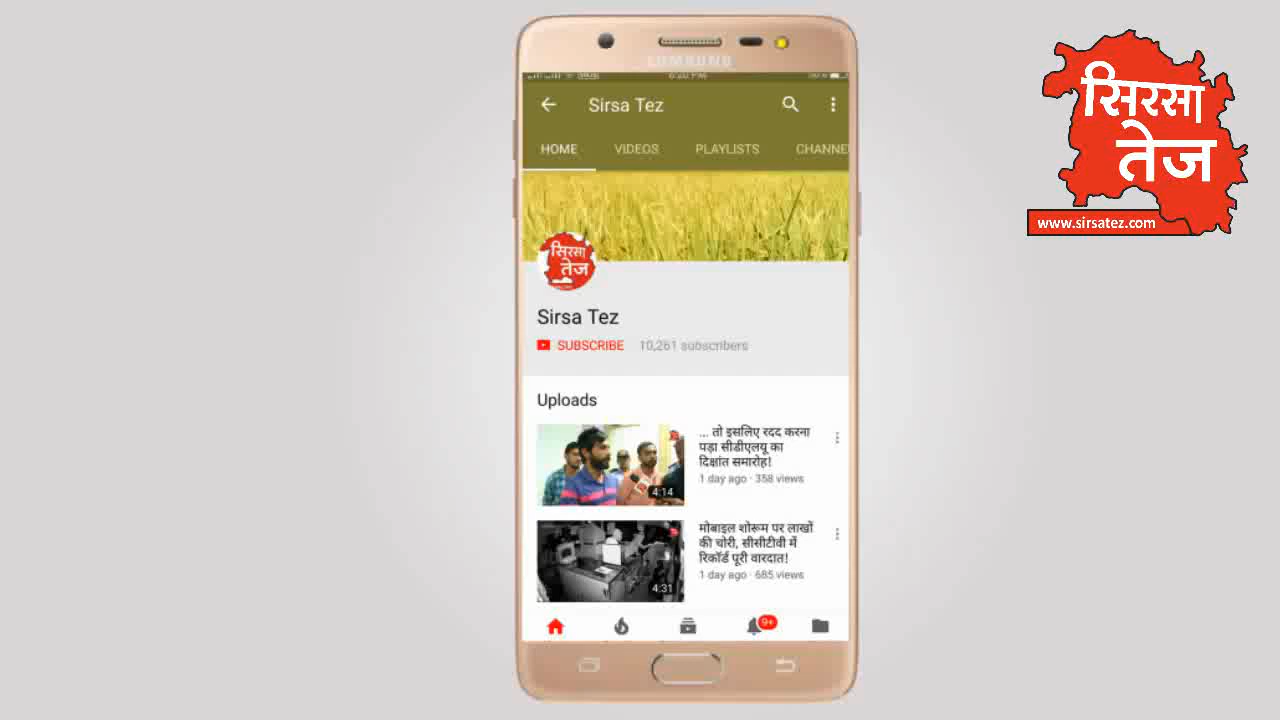 SAMSUNG
Sirsa Tez
HOME VIDEOS PLAYLISTS CHANNE
सिरसा
तेज
www.sirsatez.com
सिरसा
तेज
Sirsa Tez
SUBSCRIBE 10,261 subscribers
Uploads
... तो इसलिए रदद करना
पड़ा सीडीएलयू का
दिक्षांत समारोह!
1 day ago · 358 views
4:14
मोबाइल शोरूम पर लाखों
की चोरी, सीसीटीवी में
रिकॉर्ड पूरी वारदात!
1 day ago · 685 views
4:31
9+